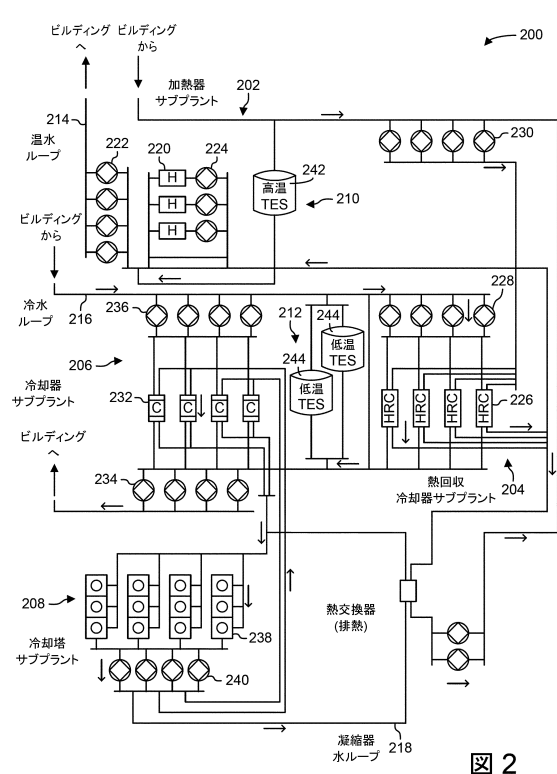 ビルディング
へ
ビルディング
から
200
加熱器
サブプラント
202
214
温水
ループ
222
220
224
H
H
H
高温
TES
242
210
230
ビルディング
から
冷水
ループ
216
236
212
244
低温
TES
244
低温
TES
228
206
冷却器
サブプラント
232
C
C
C
C
HRC
HRC
HRC
HRC
226
ビルディング
へ
234
熱回収
冷却器サブプラント
204
208
冷却塔
サブプラント
238
240
熱交換器
(排熱)
凝縮器
水ループ
218
図 2